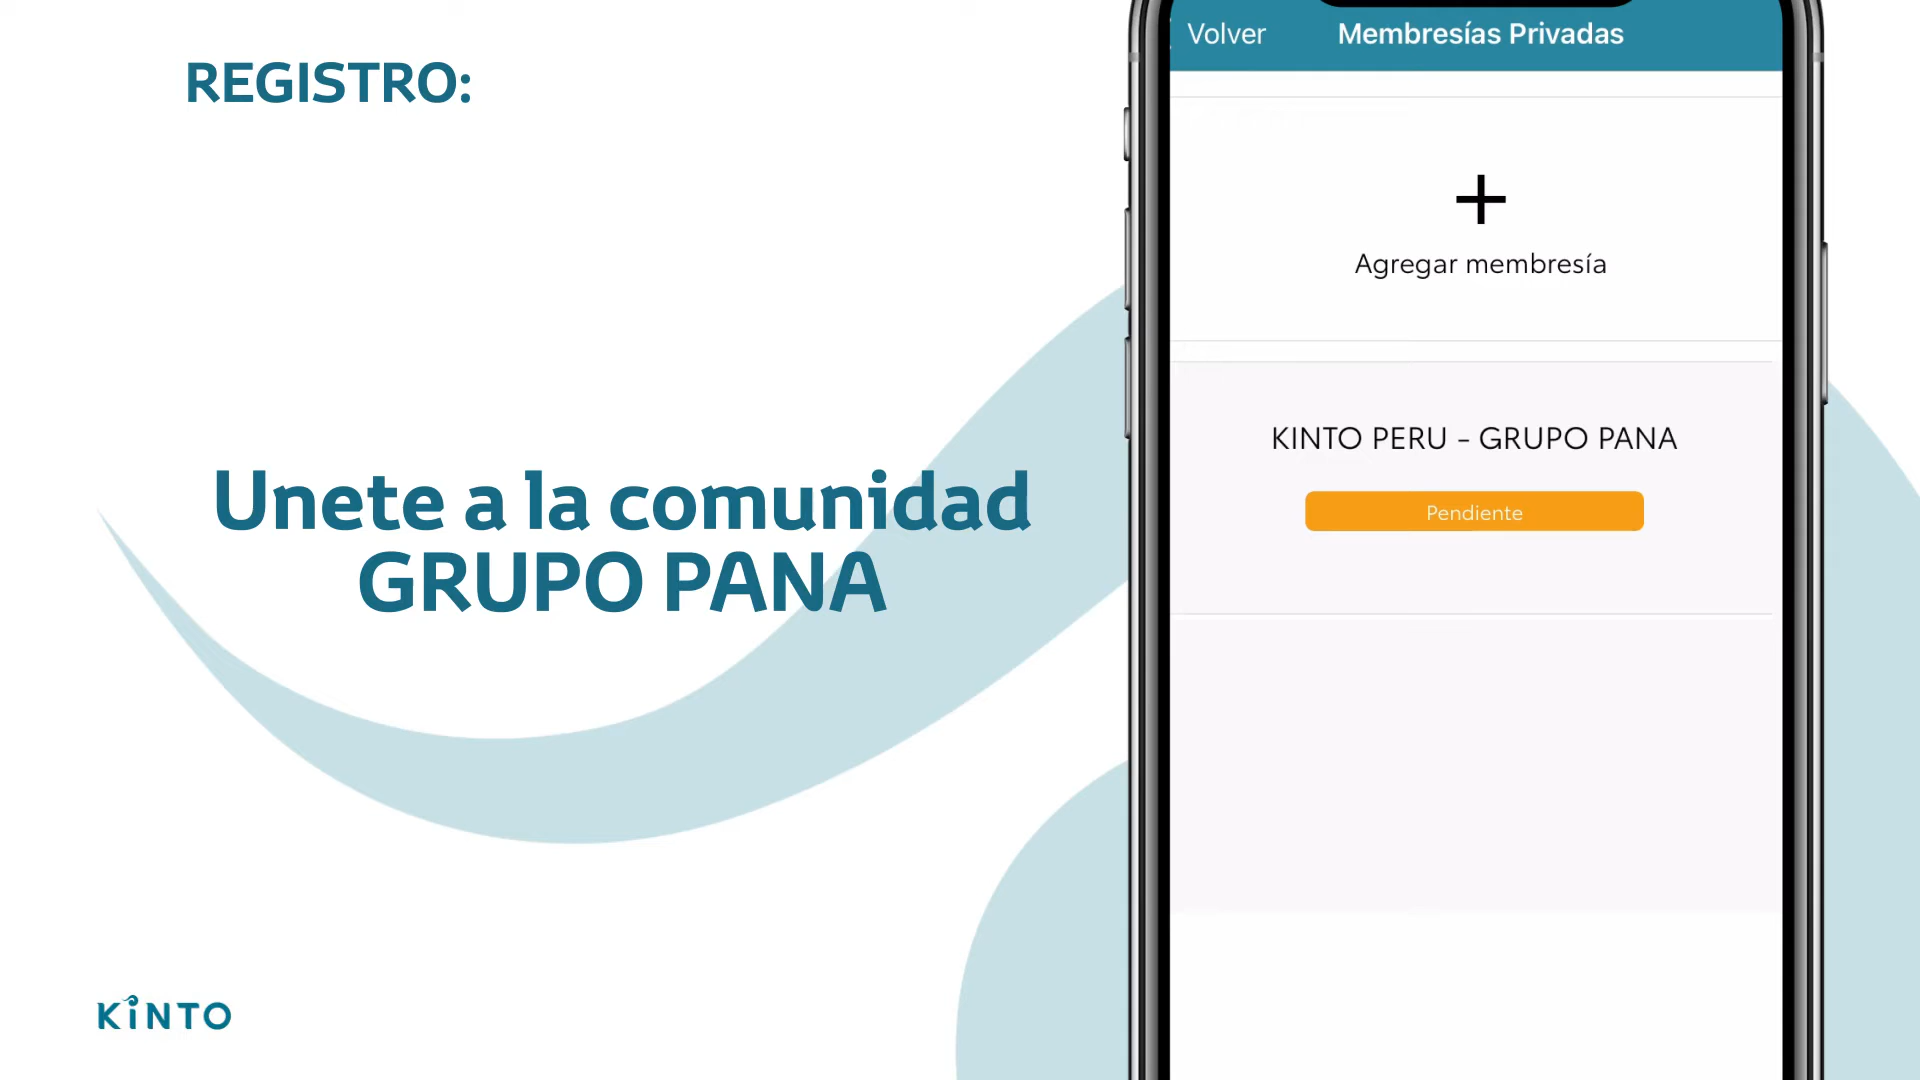 REGISTRO:
Unete a la comunidad
GRUPO PANA
KINTO
Volver
Membresías Privadas
+
Agregar membresía
KINTO PERU - GRUPO PANA
Pendiente